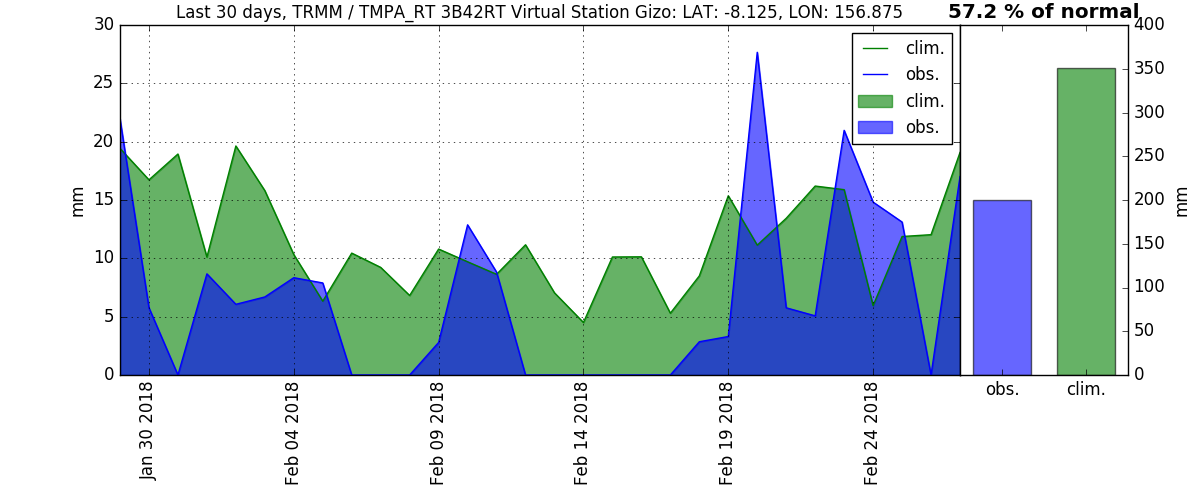 Last 30 days, TRMM / TMPA_RT 3B42RT Virtual Station Gizo: LAT: -8.125, LON: 156.875
57.2 % of normal
30
25
20
15
10
5
0
mm
clim.
obs.
clim.
obs.
Jan 30 2018
Feb 04 2018
Feb 09 2018
Feb 14 2018
Feb 19 2018
Feb 24 2018
400
350
300
250
200
150
100
50
0
mm
obs.
clim.